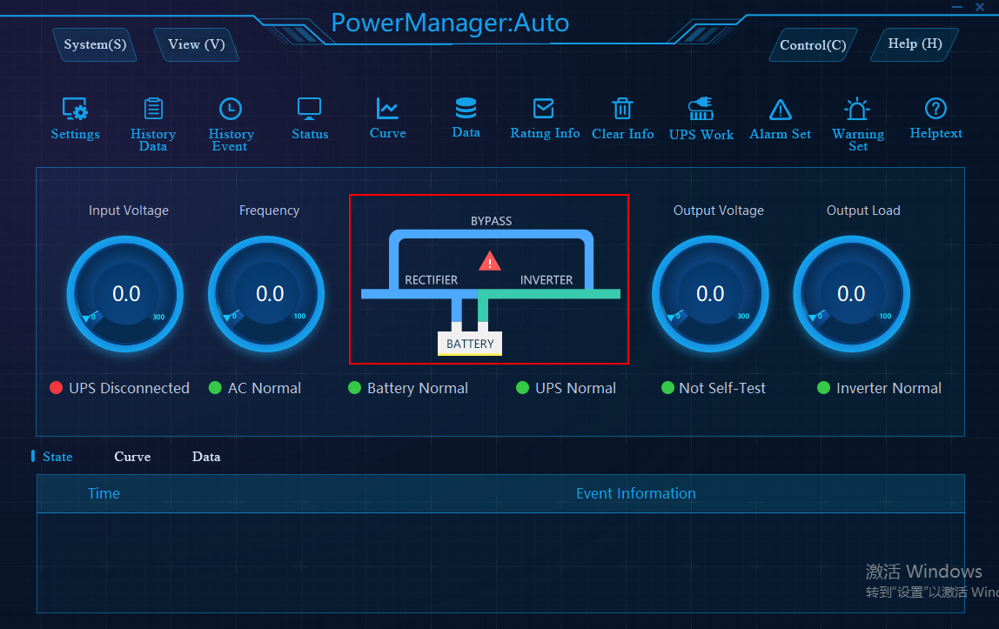 PowerManager:Auto
System(S)
View (V)
Control(C)
Help (H)
Settings
History
Data
History
Event
Status
Curve
Data
Rating Info
Clear Info
UPS Work
Alarm Set
Warning
Set
Helptext
Input Voltage
Frequency
Output Voltage
Output Load
0.0
0
300
0.0
0
100
BYPASS
RECTIFIER
INVERTER
BATTERY
0.0
0
300
0.0
0
100
UPS Disconnected
AC Normal
Battery Normal
UPS Normal
Not Self-Test
Inverter Normal
State
Curve
Data
Time
Event Information
激活 Windows
转到“设置”以激活 Wind